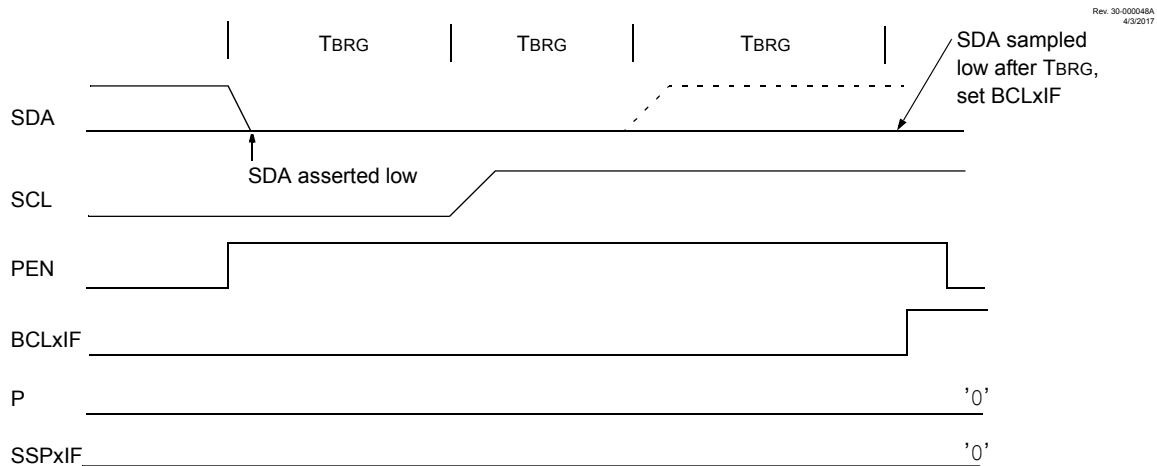 Rev. 30-000048A
4/3/2017
TBRG
TBRG
TBRG
SDA sampled
low after TBRG,
set BCLxIF
SDA
SDA asserted low
SCL
PEN
BCLxIF
P
'0'
SSPxIF
'0'